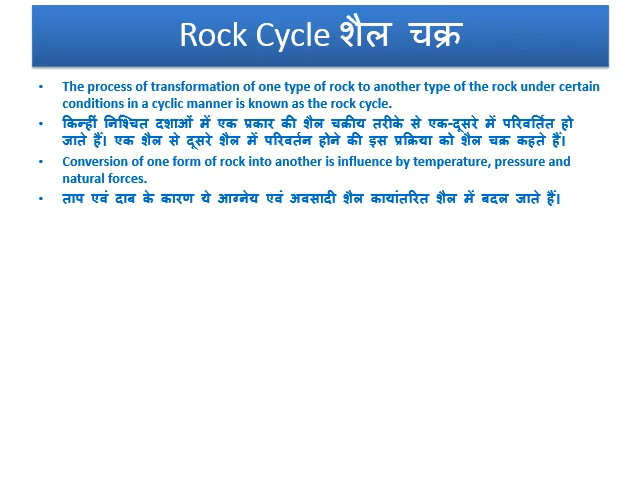 Rock Cycle शैल चक्र
• The process of transformation of one type of rock to another type of the rock under certain
conditions in a cyclic manner is known as the rock cycle.
• किन्हीं निश्चित दशाओं में एक प्रकार की शैल चक्रीय तरीके से एक-दूसरे में परिवर्तित हो
जाते हैं। एक शैल से दूसरे शैल में परिवर्तन होने की इस प्रक्रिया को शैल चक्र कहते हैं।
• Conversion of one form of rock into another is influence by temperature, pressure and
natural forces.
• ताप एवं दाब के कारण ये आग्नेय एवं अवसादी शैल कायांतरित शैल में बदल जाते हैं।